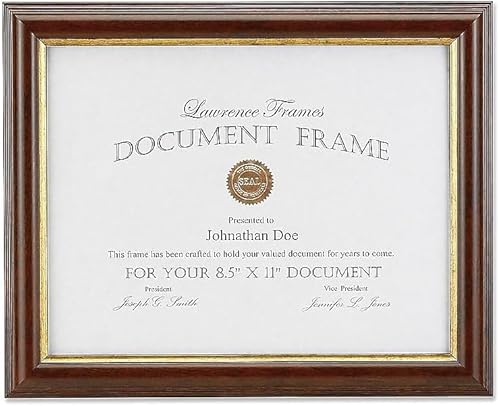 Lawrence Frames
DOCUMENT FRAME
SEAL
Presented to
Johnathan Doe
This frame has been crafted to hold your valued document for years to come.
FOR YOUR 8.5" X 11" DOCUMENT
President
Vice President
Joseph G. Smith
Jennifer L. Jones